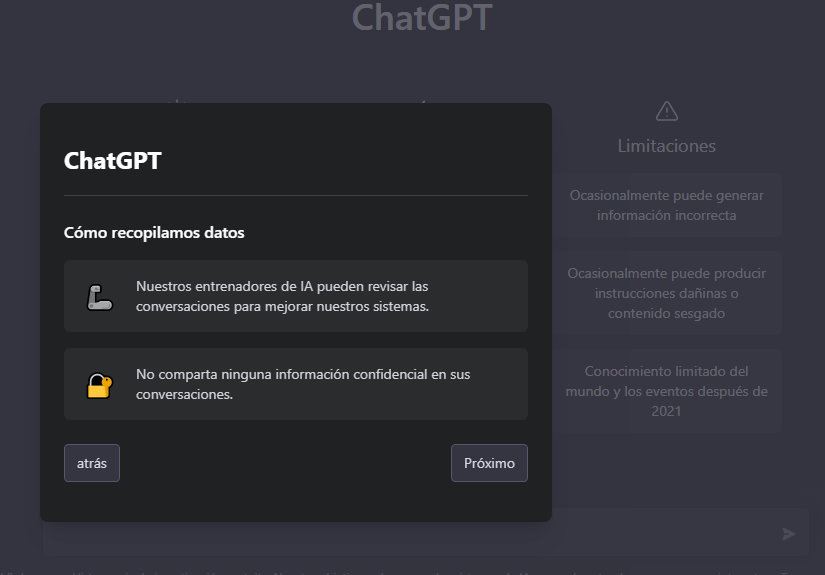 ChatGPT
Limitaciones
Ocasionalmente puede generar
información incorrecta
Ocasionalmente puede producir
instrucciones dañinas o
contenido sesgado
Conocimiento limitado del
mundo y los eventos después de
2021
ChatGPT
Cómo recopilamos datos
Nuestros entrenadores de IA pueden revisar las
conversaciones para mejorar nuestros sistemas.
No comparta ninguna información confidencial en sus
conversaciones.
atrás
Próximo